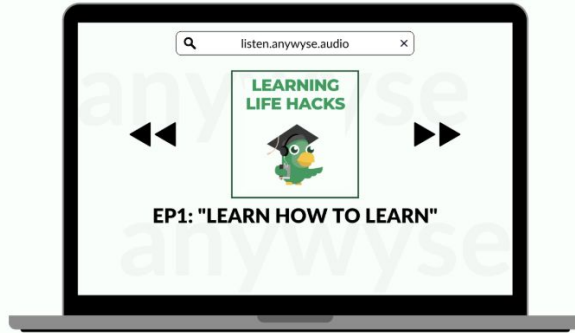 listen.anywyse.audio
LEARNING
LIFE HACKS
EP1: "LEARN HOW TO LEARN"
anywyse
anywyse